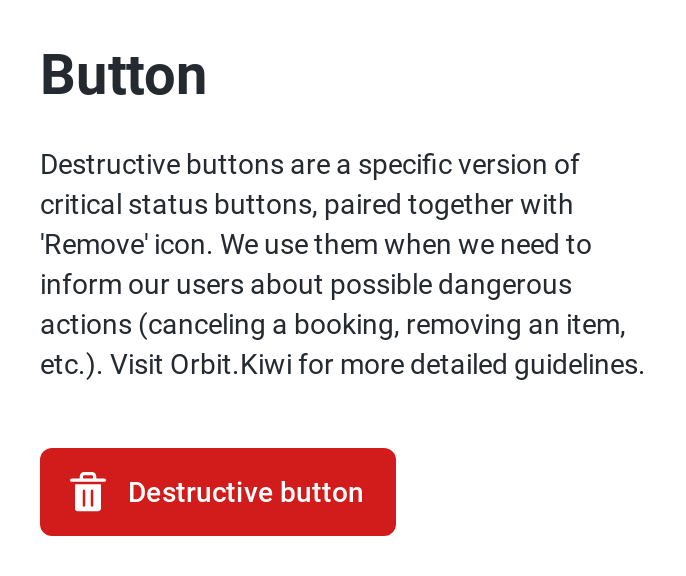 Button
Destructive buttons are a specific version of
critical status buttons, paired together with
'Remove' icon. We use them when we need to
inform our users about possible dangerous
actions (canceling a booking, removing an item,
etc.). Visit Orbit.Kiwi for more detailed guidelines.
Destructive button